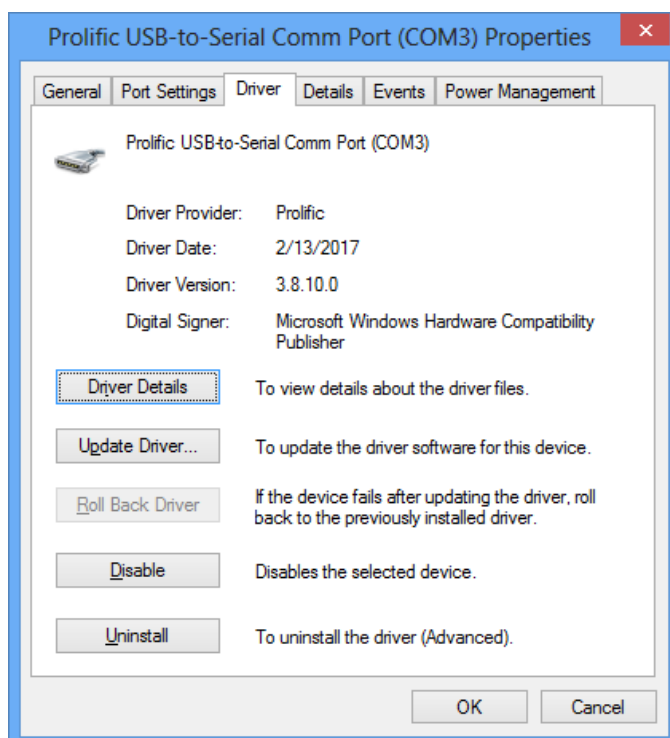 Prolific USB-to-Serial Comm Port (COM3) Properties
General Port Settings Driver Details Events Power Management
Prolific USB-to-Serial Comm Port (COM3)
Driver Provider: Prolific
Driver Date: 2/13/2017
Driver Version: 3.8.10.0
Digital Signer: Microsoft Windows Hardware Compatibility
Publisher
Driver Details To view details about the driver files.
Update Driver... To update the driver software for this device.
Roll Back Driver If the device fails after updating the driver, roll
back to the previously installed driver.
Disable Disables the selected device.
Uninstall To uninstall the driver (Advanced).
OK Cancel